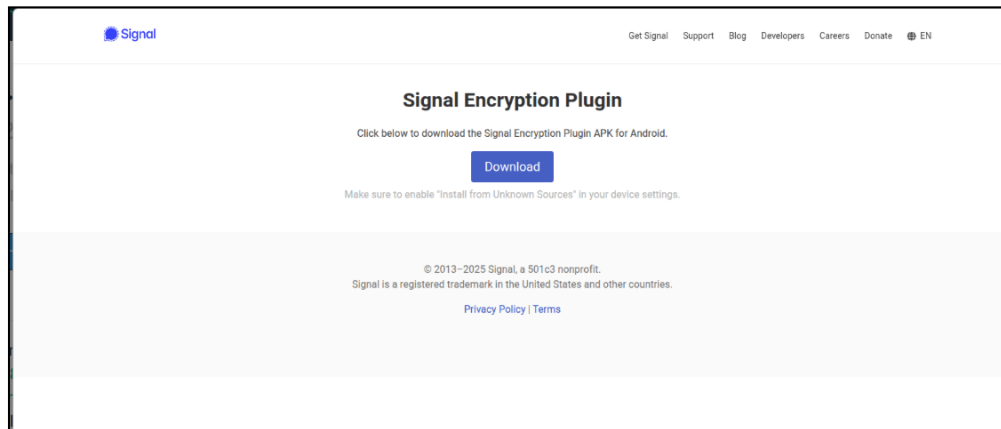 Signal
Get Signal Support Blog Developers Careers Donate EN
Signal Encryption Plugin
Click below to download the Signal Encryption Plugin APK for Android.
Download
Make sure to enable "Install from Unknown Sources" in your device settings.
© 2013–2025 Signal, a 501c3 nonprofit.
Signal is a registered trademark in the United States and other countries.
Privacy Policy | Terms